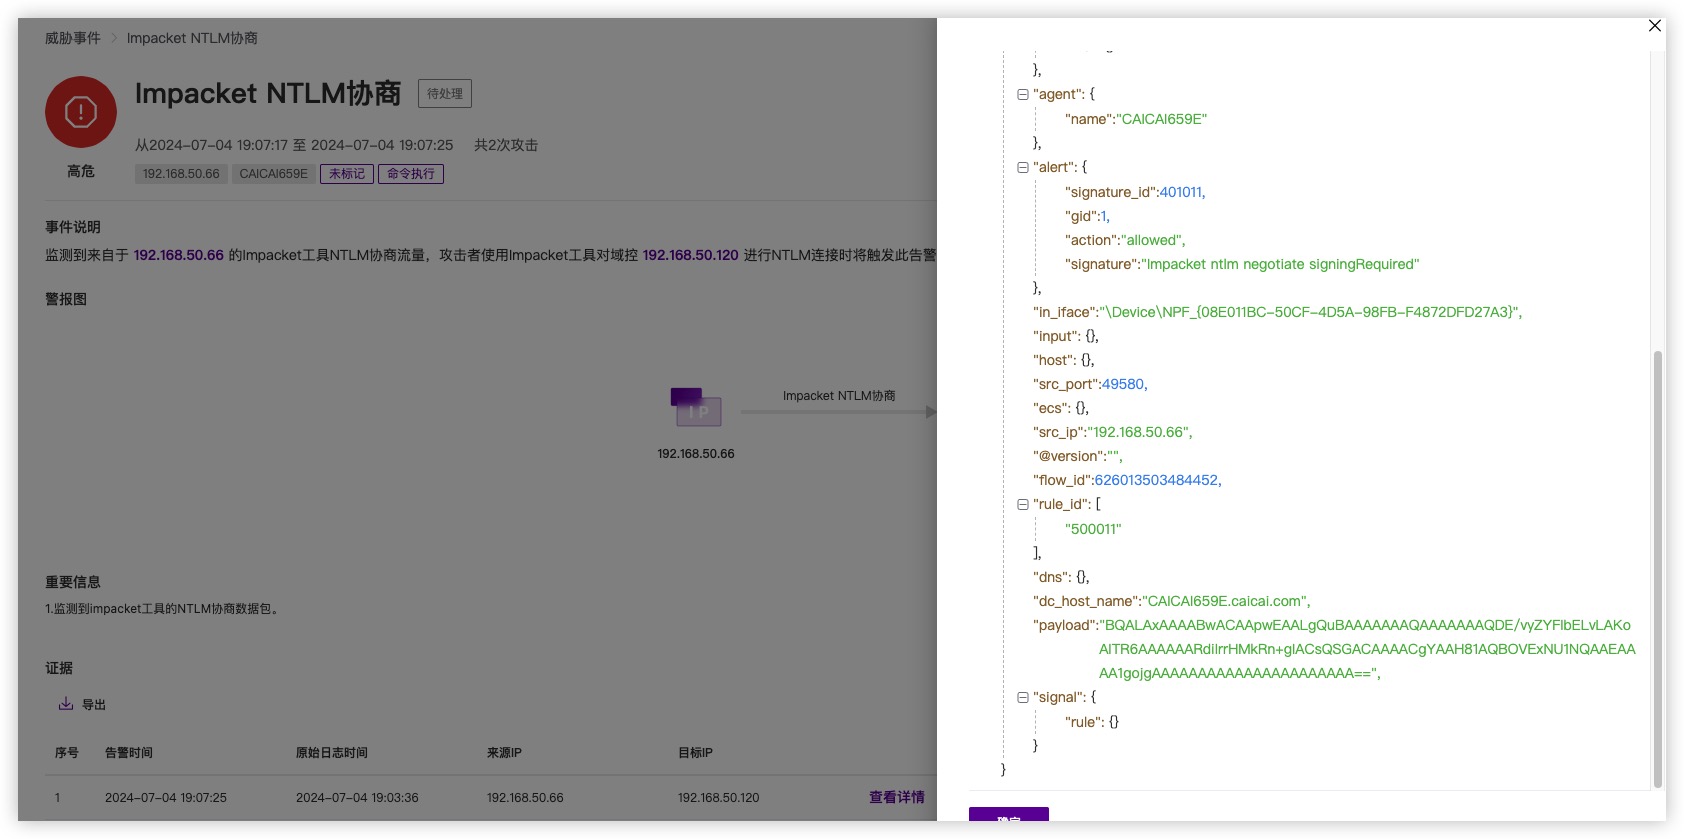 威胁事件 > Impacket NTLM协商
Impacket NTLM协商 待处理
从2024-07-04 19:07:17 至 2024-07-04 19:07:25 共2次攻击
高危
192.168.50.66 CAICAI659E 未标记 命令执行
事件说明
监测到来自于 192.168.50.66 的Impacket工具NTLM协商流量，攻击者使用Impacket工具对域控 192.168.50.120 进行NTLM连接时将触发此告警
警报图
IP
Impacket NTLM协商
192.168.50.66
重要信息
1.监测到impacket工具的NTLM协商数据包。
证据
导出
序号 告警时间 原始日志时间 来源IP 目标IP
1 2024-07-04 19:07:25 2024-07-04 19:03:36 192.168.50.66 192.168.50.120 查看详情
},
"agent": {
"name":"CAICAI659E"
},
"alert": {
"signature_id":401011,
"gid":1,
"action":"allowed",
"signature":"Impacket ntlm negotiate signingRequired"
},
"in_iface":"\Device\NPF_{08E011BC-50CF-4D5A-98FB-F4872DFD27A3}",
"input": {},
"host": {},
"src_port":49580,
"ecs": {},
"src_ip":"192.168.50.66",
"@version":"",
"flow_id":626013503484452,
"rule_id": [
"500011"
],
"dns": {},
"dc_host_name":"CAICAI659E.caicai.com",
"payload":"BQALAxAAAABwACAApwEAALgQuBAAAAAAAQAAAAAAAQDE/vyZYFIbELvLAKo
AITR6AAAAAARdiIrrHMkRn+glACsQSGACAAAACgYAAH81AQBOVExNU1NQAAEAA
AA1gojgAAAAAAAAAAAAAAAAAAAAAA==",
"signal": {
"rule": {}
}
}
确定